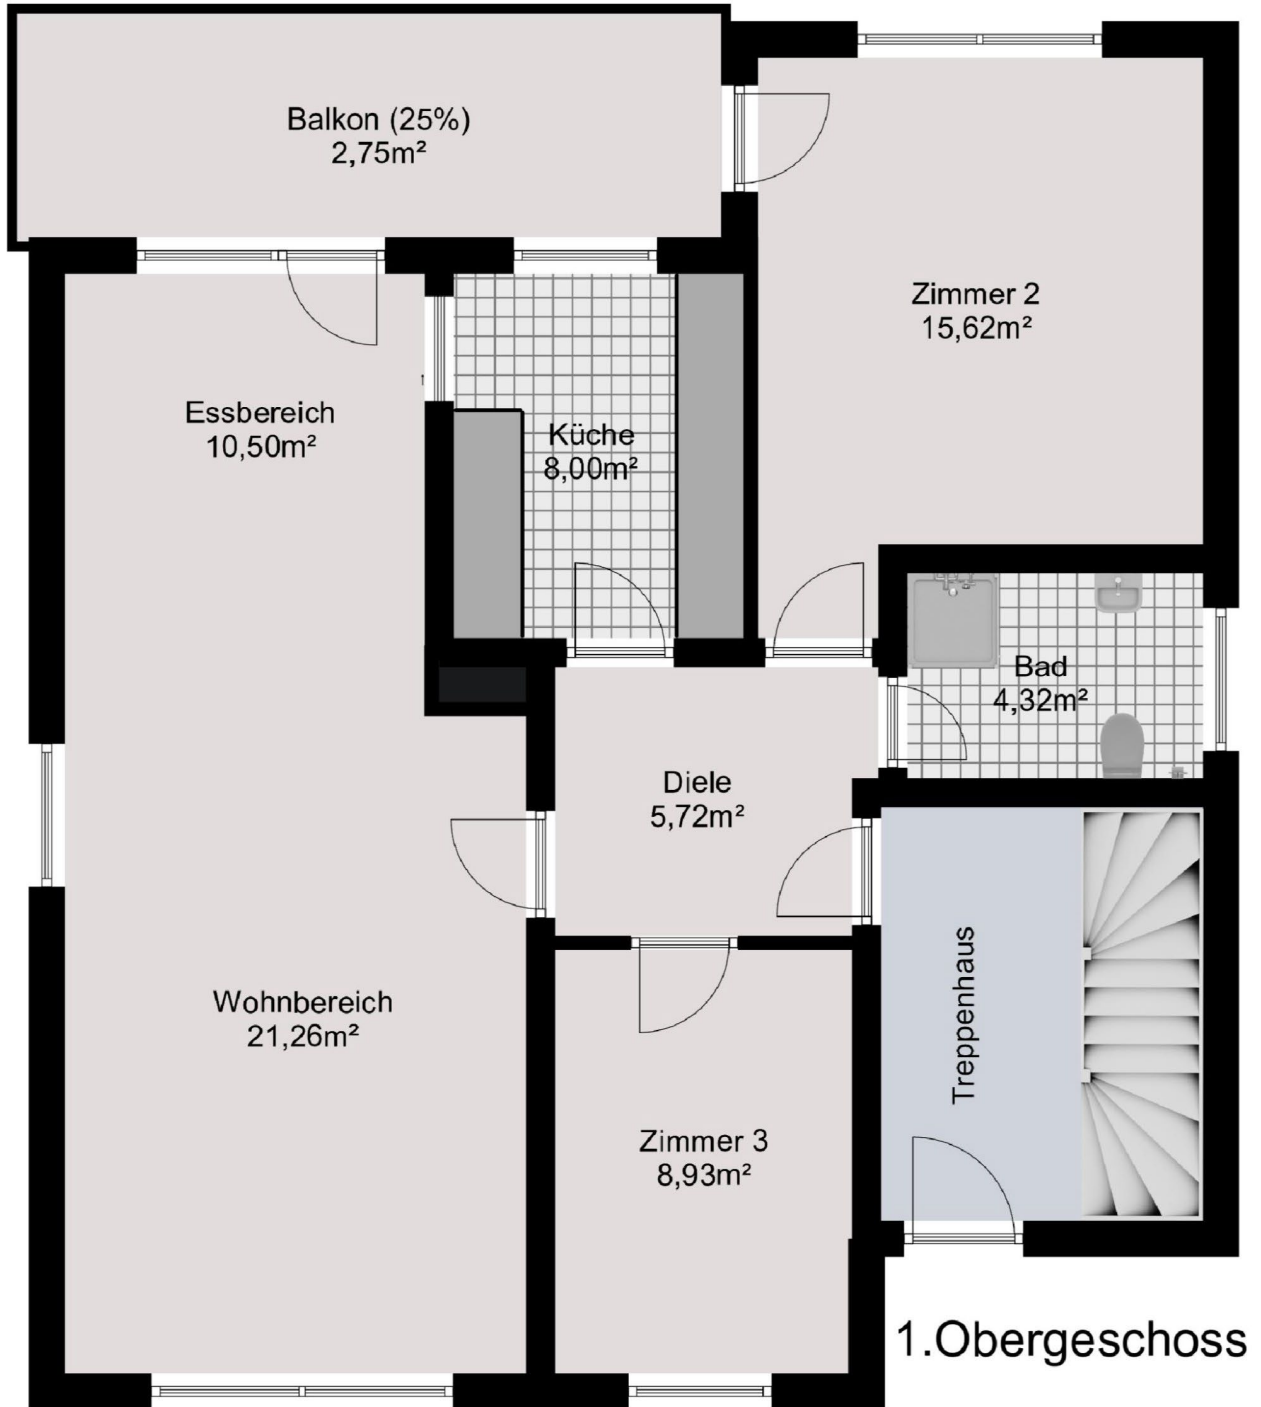 Balkon (25%)
2,75m²
Zimmer 2
15,62m²
Essbereich
10,50m²
Küche
8,00m²
Bad
4,32m²
Diele
5,72m²
Treppenhaus
Wohnbereich
21,26m²
Zimmer 3
8,93m²
1.Obergeschoss